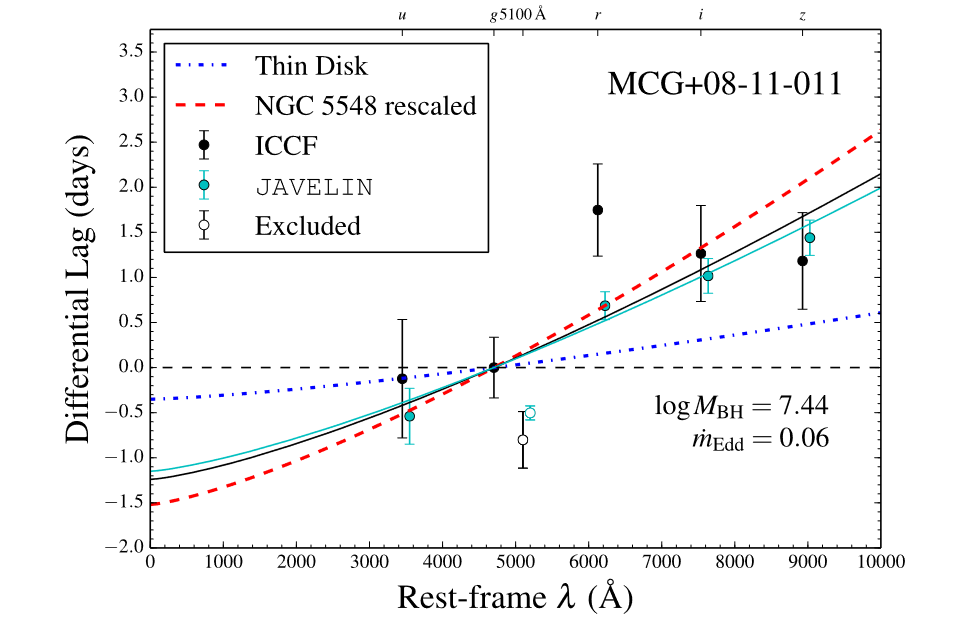 u g 5100 Å r i z
3.5
3.0
2.5
2.0
1.5
1.0
0.5
0.0
−0.5
−1.0
−1.5
−2.0
Differential Lag (days)
Thin Disk
NGC 5548 rescaled
ICCF
JAVELIN
Excluded
MCG+08-11-011
log M_BH = 7.44
ṁ_Edd = 0.06
0 1000 2000 3000 4000 5000 6000 7000 8000 9000 10000
Rest-frame λ (Å)